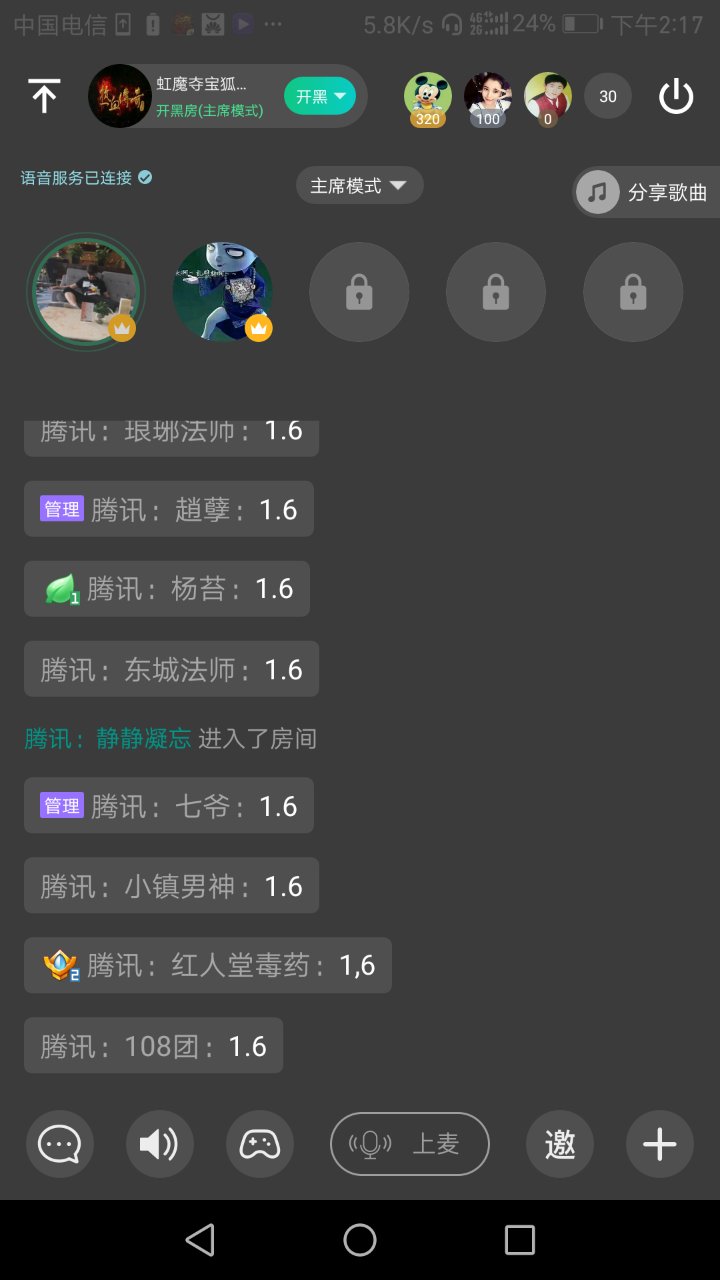 中国电信 5.8K/s 4G 2G 24% 下午2:17
虹魔夺宝狐...
开黑房(主席模式)
开黑
320 100 0 30
语音服务已连接 主席模式 分享歌曲
腾讯：琅琊法师：1.6
管理 腾讯：趙孽：1.6
1 腾讯：杨苔：1.6
腾讯：东城法师：1.6
腾讯：静静凝忘 进入了房间
管理 腾讯：七爷：1.6
腾讯：小镇男神：1.6
2 腾讯：红人堂毒药：1,6
腾讯：108团：1.6
上麦 邀